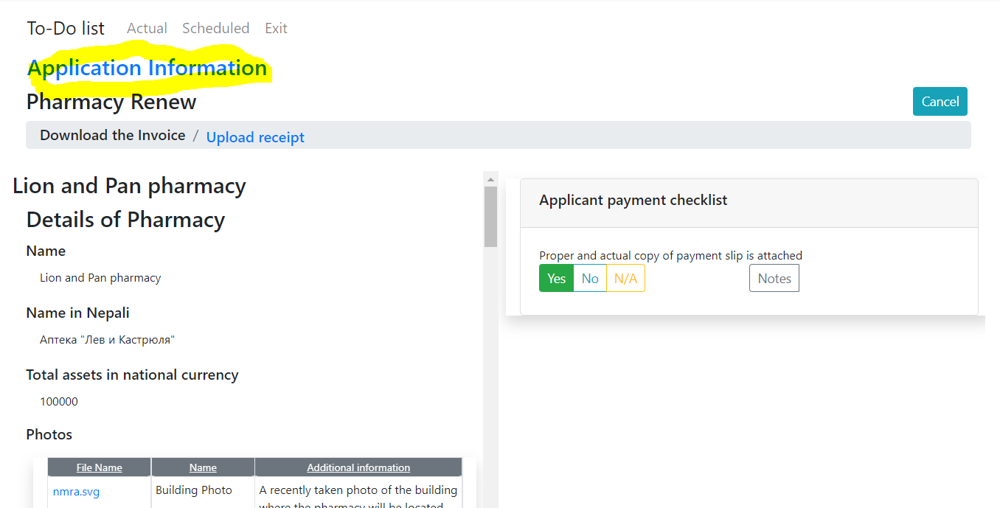 To-Do list Actual Scheduled Exit
Application Information
Pharmacy Renew
Cancel
Download the Invoice / Upload receipt
Lion and Pan pharmacy
Details of Pharmacy
Name
Lion and Pan pharmacy
Name in Nepali
Аптека "Лев и Кастрюля"
Total assets in national currency
100000
Photos
File Name Name Additional information
nmra.svg Building Photo A recently taken photo of the building
where the pharmacy will be located
Applicant payment checklist
Proper and actual copy of payment slip is attached
Yes No N/A Notes